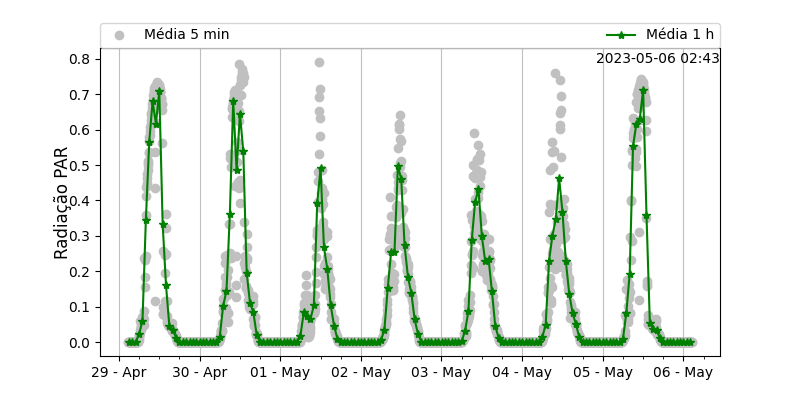 Média 5 min
Média 1 h
2023-05-06 02:43
Radiação PAR
0.8
0.7
0.6
0.5
0.4
0.3
0.2
0.1
0.0
29 - Apr
30 - Apr
01 - May
02 - May
03 - May
04 - May
05 - May
06 - May